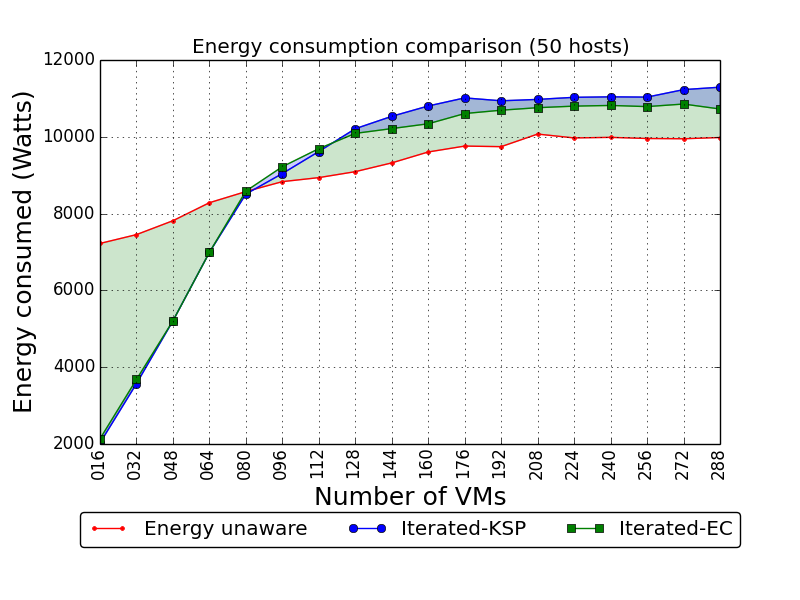 Energy consumption comparison (50 hosts)
12000
10000
8000
6000
4000
2000
Energy consumed (Watts)
016 032 048 064 080 096 112 128 144 160 176 192 208 224 240 256 272 288
Number of VMs
Energy unaware Iterated-KSP Iterated-EC